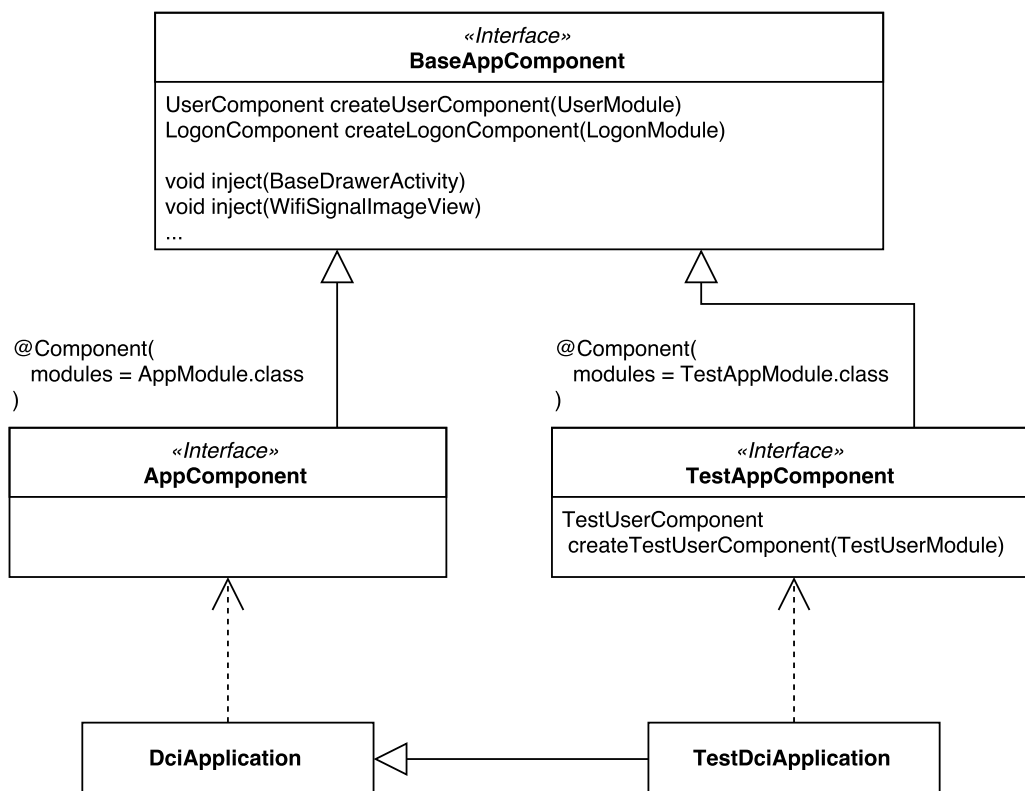 «Interface»
BaseAppComponent
UserComponent createUserComponent(UserModule)
LogonComponent createLogonComponent(LogonModule)
void inject(BaseDrawerActivity)
void inject(WifiSignalImageView)
...
@Component(
modules = AppModule.class
)
@Component(
modules = TestAppModule.class
)
«Interface»
AppComponent
«Interface»
TestAppComponent
TestUserComponent
createTestUserComponent(TestUserModule)
DciApplication
TestDciApplication